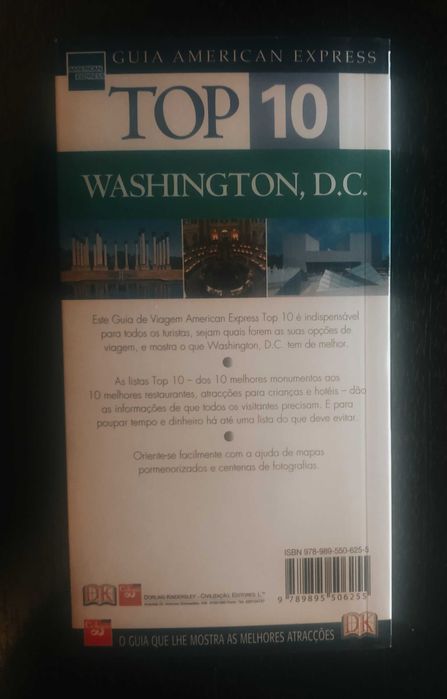 AMERICAN
EXPRESS
GUIA AMERICAN EXPRESS
TOP 10
WASHINGTON, D.C.
Este Guia de Viagem American Express Top 10 é indispensável
para todos os turistas, sejam quais forem as suas opções de
viagem, e mostra o que Washington, D.C. tem de melhor.
As listas Top 10 – dos 10 melhores monumentos aos
10 melhores restaurantes, atracções para crianças e hotéis – dão
as informações de que todos os visitantes precisam. E para
poupar tempo e dinheiro há até uma lista do que deve evitar.
Oriente-se facilmente com a ajuda de mapas
pormenorizados e centenas de fotografias.
ISBN 978-989-550-625-5
9 789895 506255
DK
DORLING KINDERSLEY - CIVILIZAÇÃO, EDITORES, L.
DK
O GUIA QUE LHE MOSTRA AS MELHORES ATRACÇÕES